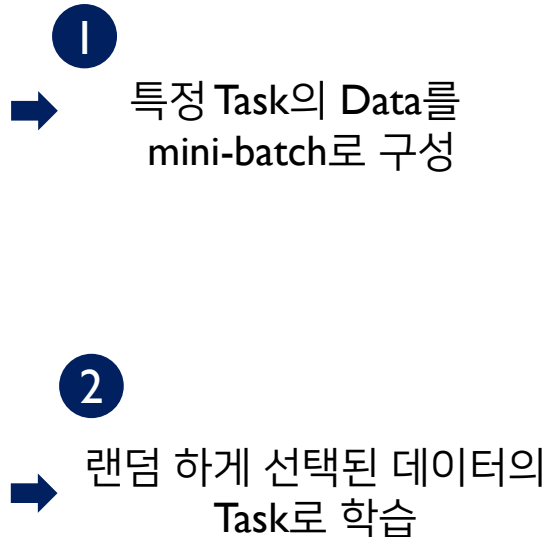 1
특정 Task의 Data를
mini-batch로 구성
2
랜덤 하게 선택된 데이터의
Task로 학습